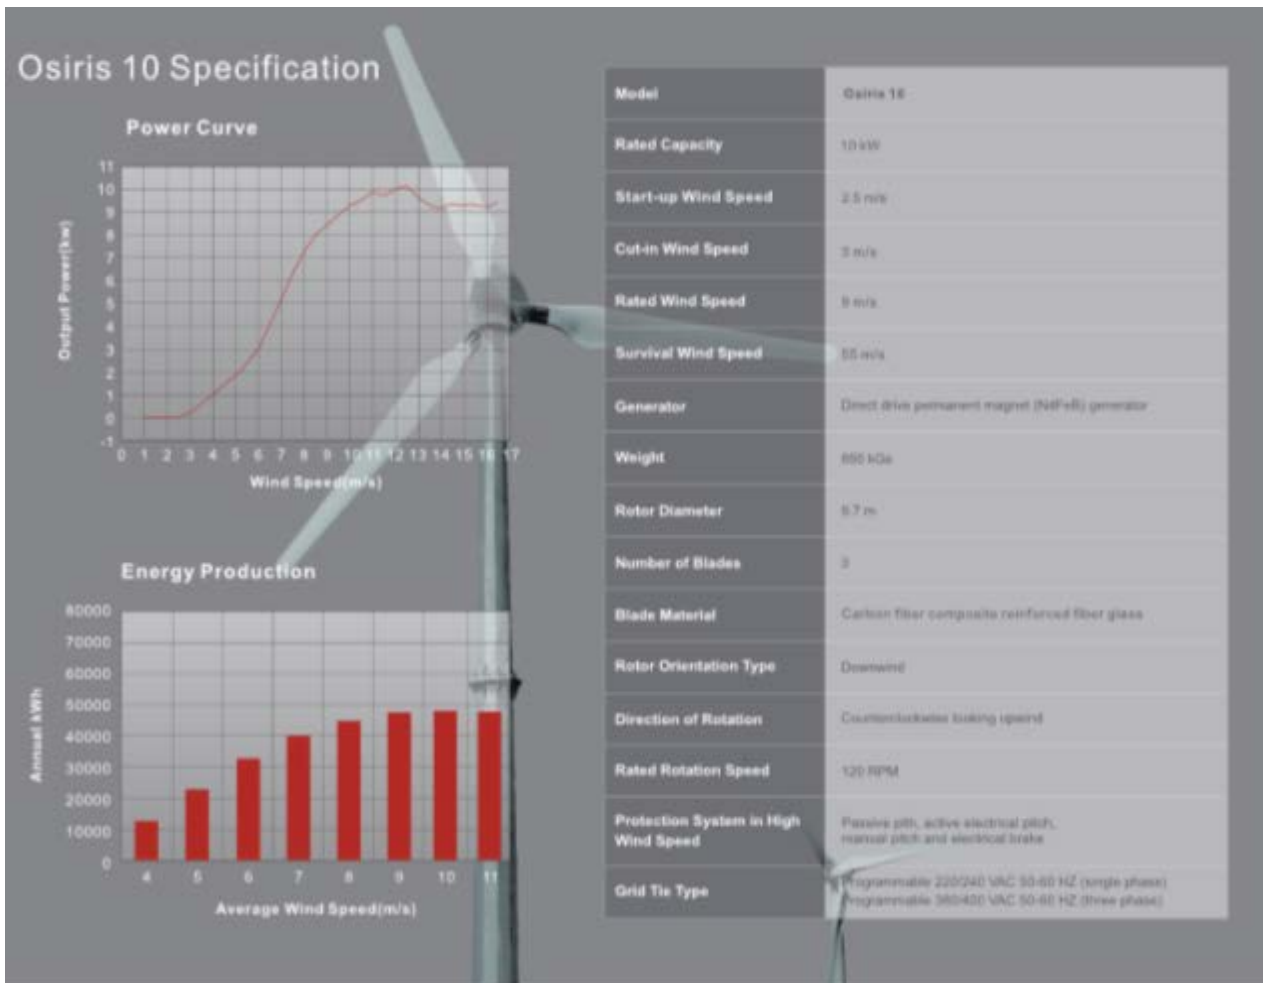 Osiris 10 Specification
Power Curve
11
10
9
8
7
6
5
4
3
2
1
0
-1
Output Power(kw)
0 1 2 3 4 5 6 7 8 9 10 11 12 13 14 15 16 17
Wind Speed(m/s)
Energy Production
80000
70000
60000
50000
40000
30000
20000
10000
0
Annual kWh
4 5 6 7 8 9 10 11
Average Wind Speed(m/s)
Model Osiris 10
Rated Capacity 10 kW
Start-up Wind Speed 2.5 m/s
Cut-in Wind Speed 3 m/s
Rated Wind Speed 9 m/s
Survival Wind Speed 55 m/s
Generator Direct drive permanent magnet (NdFeB) generator
Weight
Rotor Diameter 9.7 m
Number of Blades 3
Blade Material Carbon fiber composite reinforced fiber glass
Rotor Orientation Type Downwind
Direction of Rotation Counterclockwise looking upwind
Rated Rotation Speed 120 RPM
Protection System in High Passive pith, active electrical pitch,
Wind Speed manual pitch and electrical brake
Grid Tie Type Programmable 220/240 VAC 50-60 HZ (single phase)
Programmable 380/400 VAC 50-60 HZ (three phase)